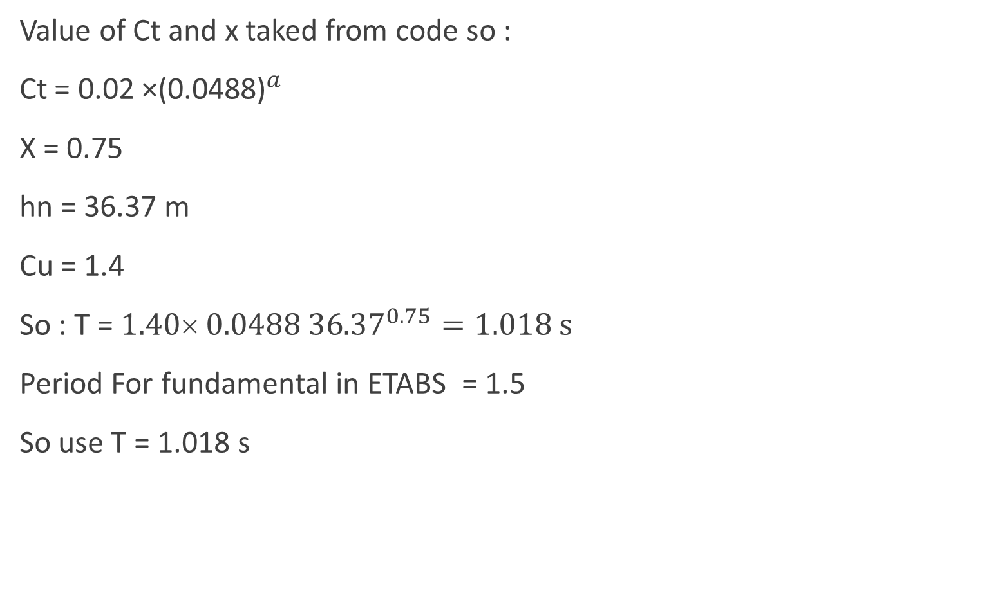 Value of Ct and x taked from code so :
Ct = 0.02 ×(0.0488)ᵃ
X = 0.75
hn = 36.37 m
Cu = 1.4
So : T = 1.40× 0.0488 36.37⁰·⁷⁵ = 1.018 s
Period For fundamental in ETABS = 1.5
So use T = 1.018 s